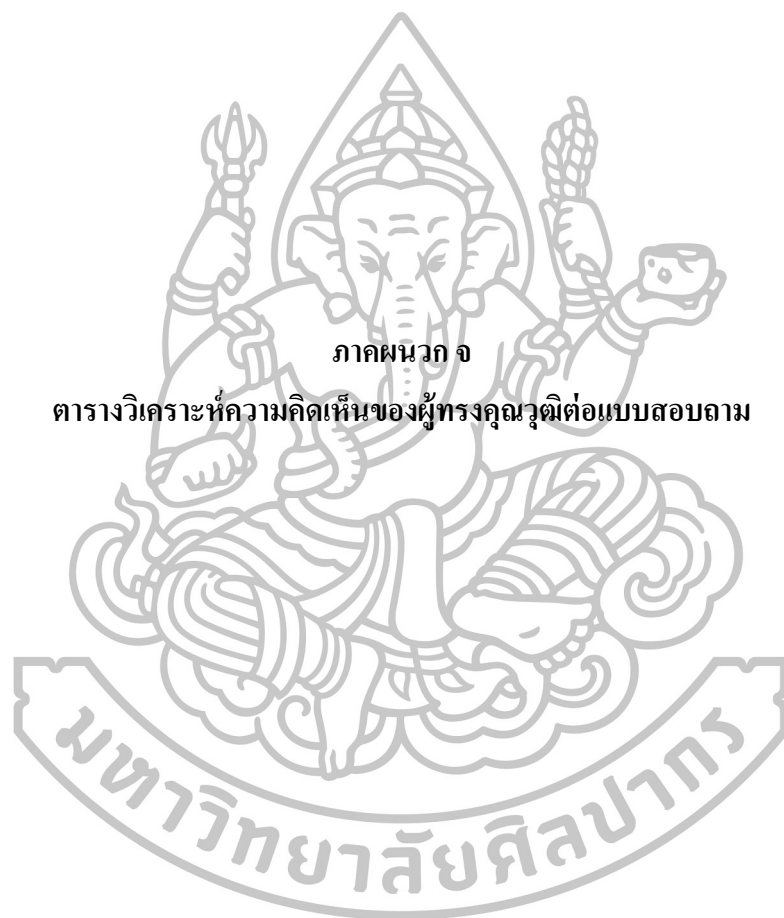 ภาคผนวก จ
ตารางวิเคราะห์ความคิดเห็นของผู้ทรงคุณวุฒิต่อแบบสอบถาม
มหาวิทยาลัยศิลปากร